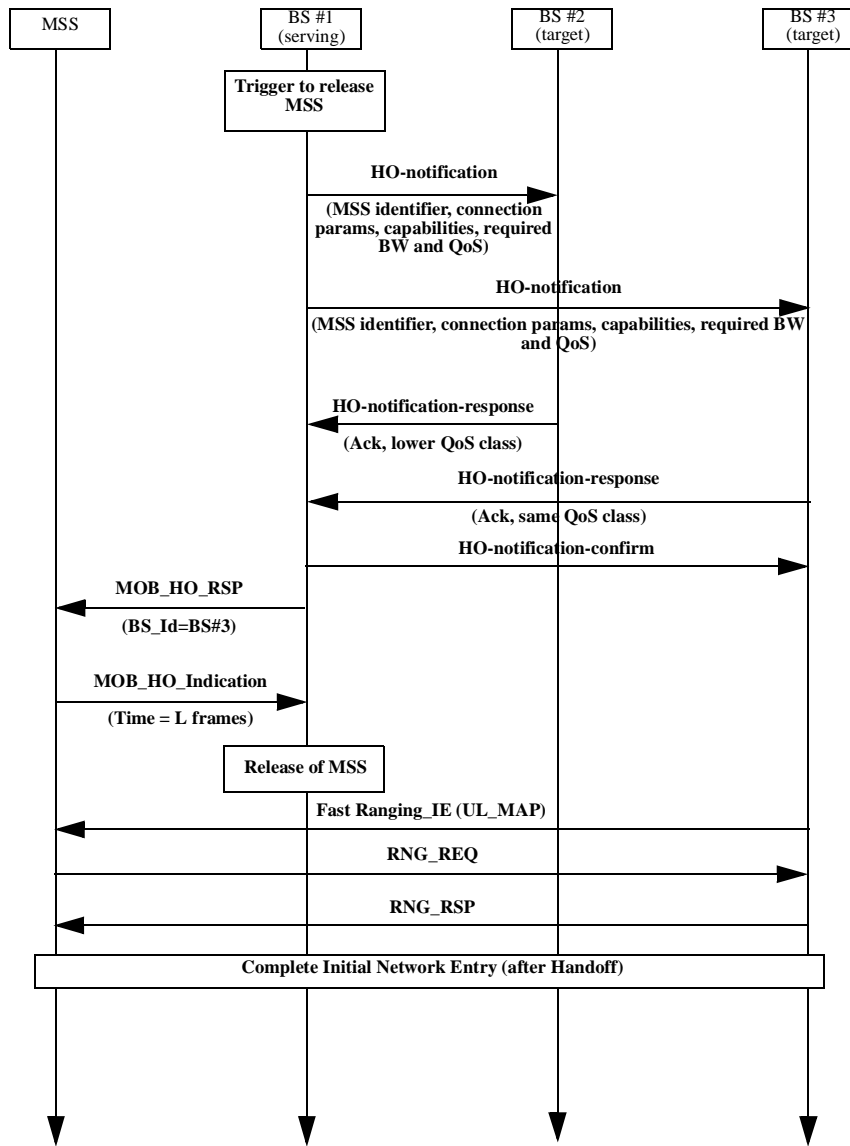 MSS
BS #1
(serving)
BS #2
(target)
BS #3
(target)
Trigger to release
MSS
HO-notification
(MSS identifier, connection
params, capabilities, required
BW and QoS)
HO-notification
(MSS identifier, connection params, capabilities, required BW
and QoS)
HO-notification-response
(Ack, lower QoS class)
HO-notification-response
(Ack, same QoS class)
HO-notification-confirm
MOB_HO_RSP
(BS_Id=BS#3)
MOB_HO_Indication
(Time = L frames)
Release of MSS
Fast Ranging_IE (UL_MAP)
RNG_REQ
RNG_RSP
Complete Initial Network Entry (after Handoff)